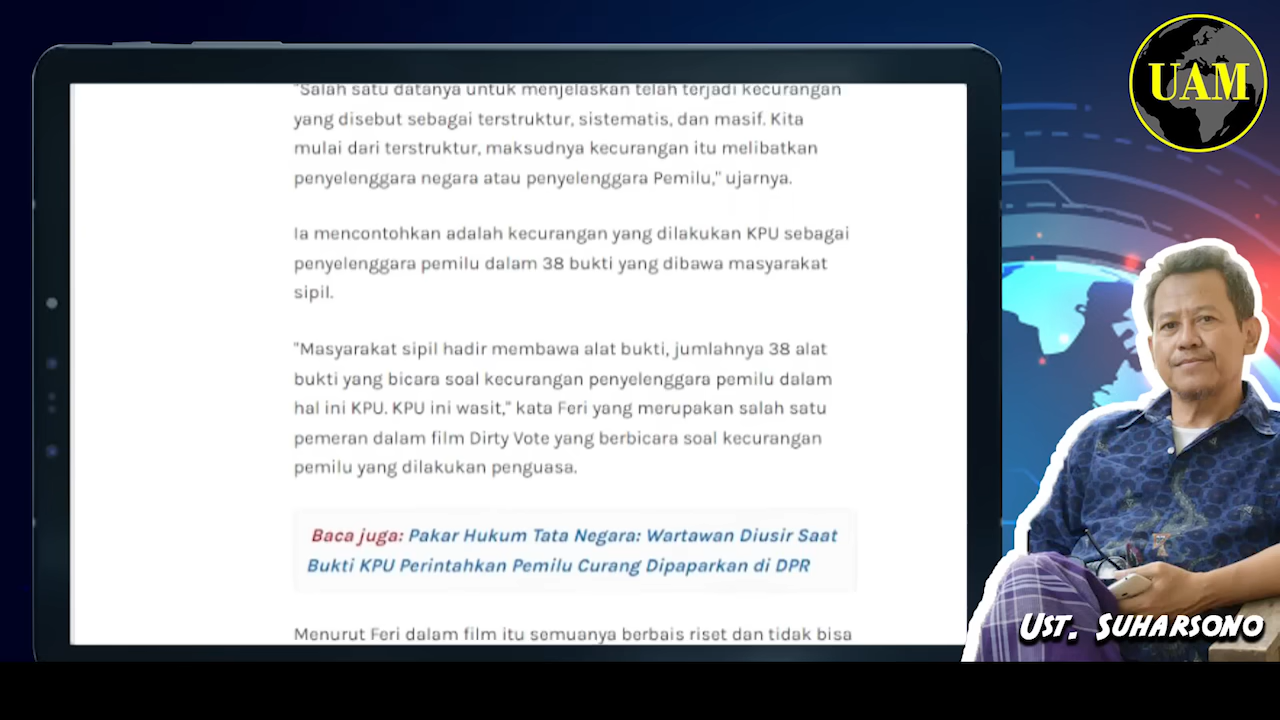 UAM
"Salah satu datanya untuk menjelaskan telah terjadi kecurangan
yang disebut sebagai terstruktur, sistematis, dan masif. Kita
mulai dari terstruktur, maksudnya kecurangan itu melibatkan
penyelenggara negara atau penyelenggara Pemilu," ujarnya.
Ia mencontohkan adalah kecurangan yang dilakukan KPU sebagai
penyelenggara pemilu dalam 38 bukti yang dibawa masyarakat
sipil.
"Masyarakat sipil hadir membawa alat bukti, jumlahnya 38 alat
bukti yang bicara soal kecurangan penyelenggara pemilu dalam
hal ini KPU. KPU ini wasit," kata Feri yang merupakan salah satu
pemeran dalam film Dirty Vote yang berbicara soal kecurangan
pemilu yang dilakukan penguasa.
Baca juga: Pakar Hukum Tata Negara: Wartawan Diusir Saat
Bukti KPU Perintahkan Pemilu Curang Dipaparkan di DPR
Menurut Feri dalam film itu semuanya berbais riset dan tidak bisa
Ust. Suharsono